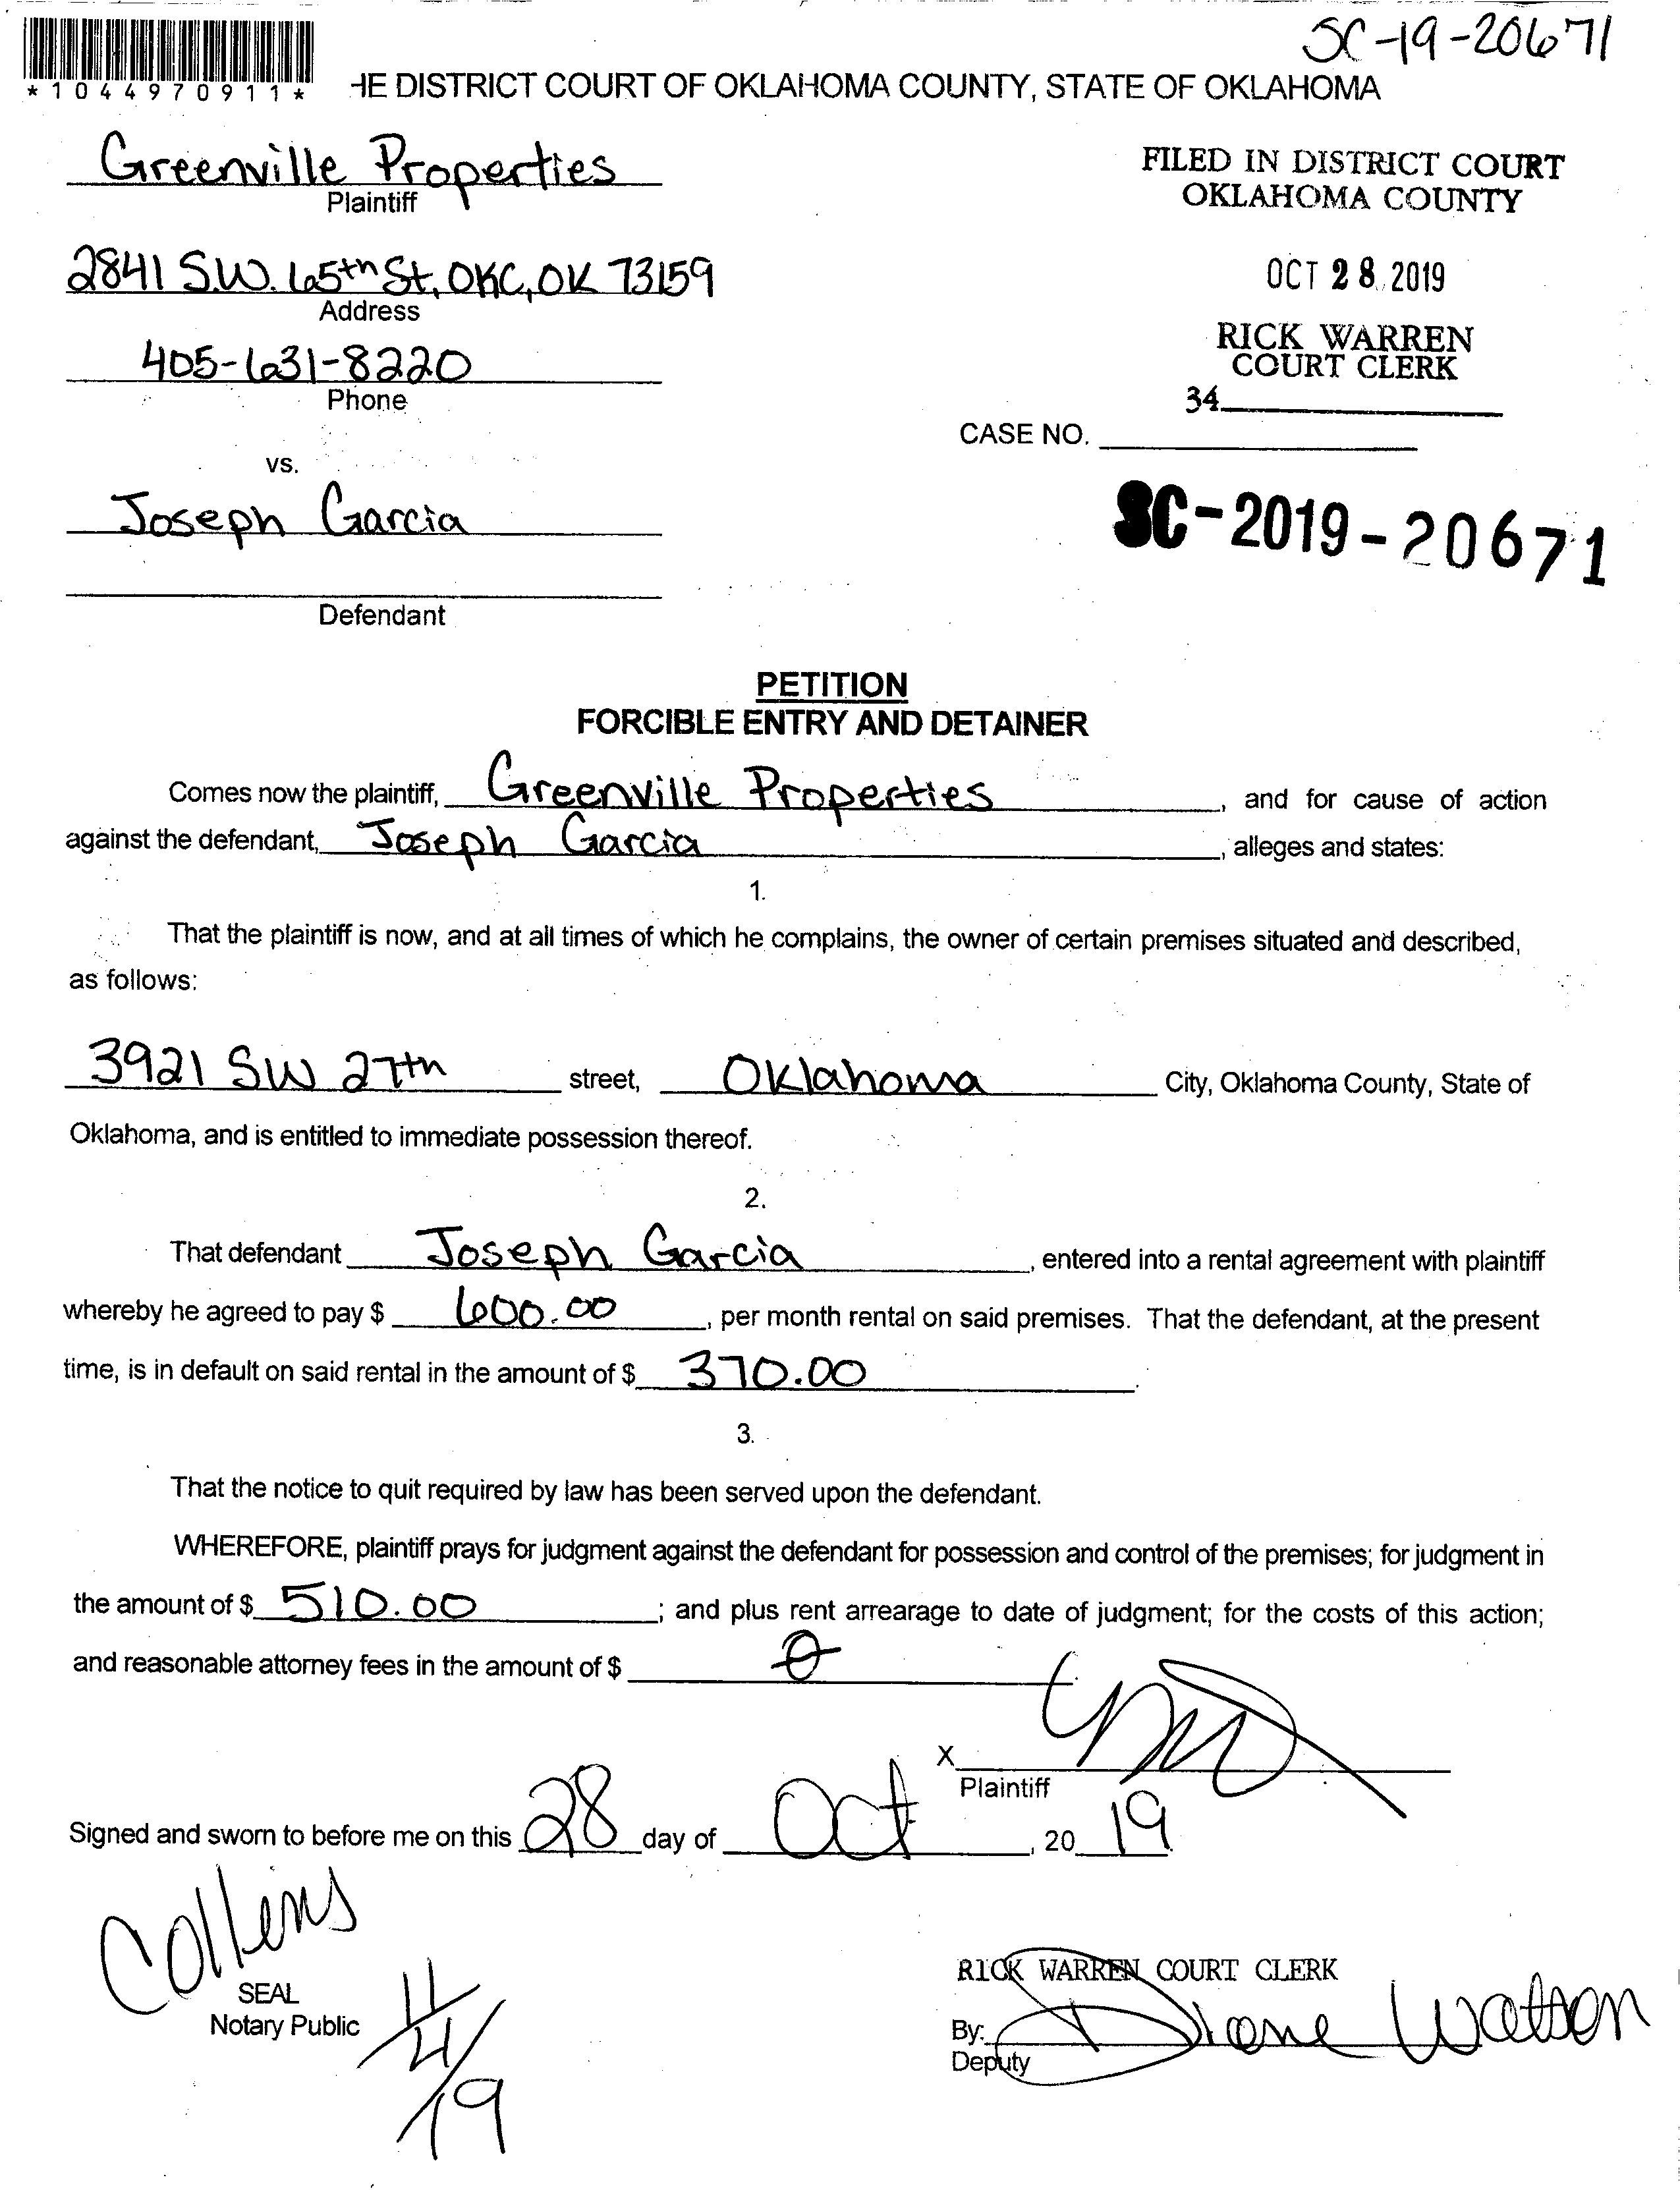 SC-19-20671
*1044970911*
HE DISTRICT COURT OF OKLAHOMA COUNTY, STATE OF OKLAHOMA
Greenville Properties
Plaintiff
FILED IN DISTRICT COURT
OKLAHOMA COUNTY
2841 S.W. 65th St, OKC, OK 73159
Address
OCT 28 2019
405-631-8220
Phone
RICK WARREN
COURT CLERK
34
CASE NO.
vs.
Joseph Garcia
SC-2019-20671
Defendant
PETITION
FORCIBLE ENTRY AND DETAINER
Comes now the plaintiff, Greenville Properties, and for cause of action
against the defendant, Joseph Garcia, alleges and states:
1.
That the plaintiff is now, and at all times of which he complains, the owner of certain premises situated and described,
as follows:
3921 SW 27th street, Oklahoma City, Oklahoma County, State of
Oklahoma, and is entitled to immediate possession thereof.
2.
That defendant Joseph Garcia, entered into a rental agreement with plaintiff
whereby he agreed to pay $ 600.00, per month rental on said premises. That the defendant, at the present
time, is in default on said rental in the amount of $ 370.00.
3.
That the notice to quit required by law has been served upon the defendant.
WHEREFORE, plaintiff prays for judgment against the defendant for possession and control of the premises; for judgment in
the amount of $ 510.00; and plus rent arrearage to date of judgment; for the costs of this action;
and reasonable attorney fees in the amount of $ 0
X
Plaintiff
Signed and sworn to before me on this 28 day of Oct, 20 19
Collins
SEAL
Notary Public
11/4/19
RICK WARREN COURT CLERK
By: Diane Watson
Deputy